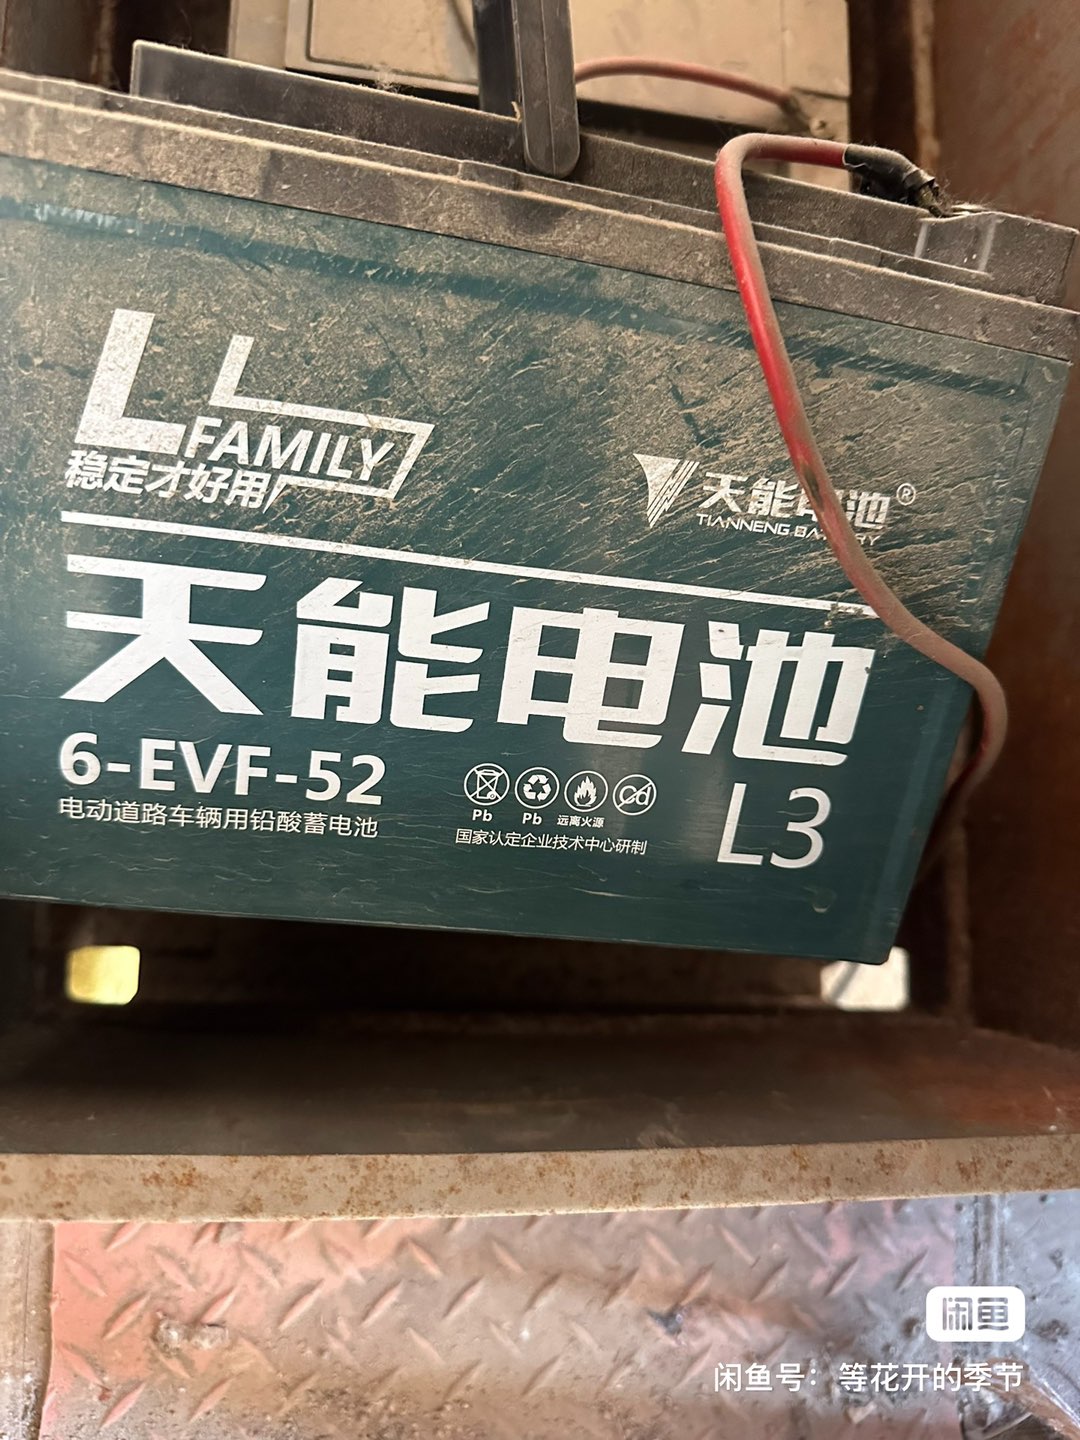 L L
FAMILY
稳定才好用
天能电池®
TIANNENG BATTERY
天能电池
6-EVF-52
电动道路车辆用铅酸蓄电池
Pb
Pb
远离火源
Cd
国家认定企业技术中心研制
L3
闲鱼
闲鱼号：等花开的季节